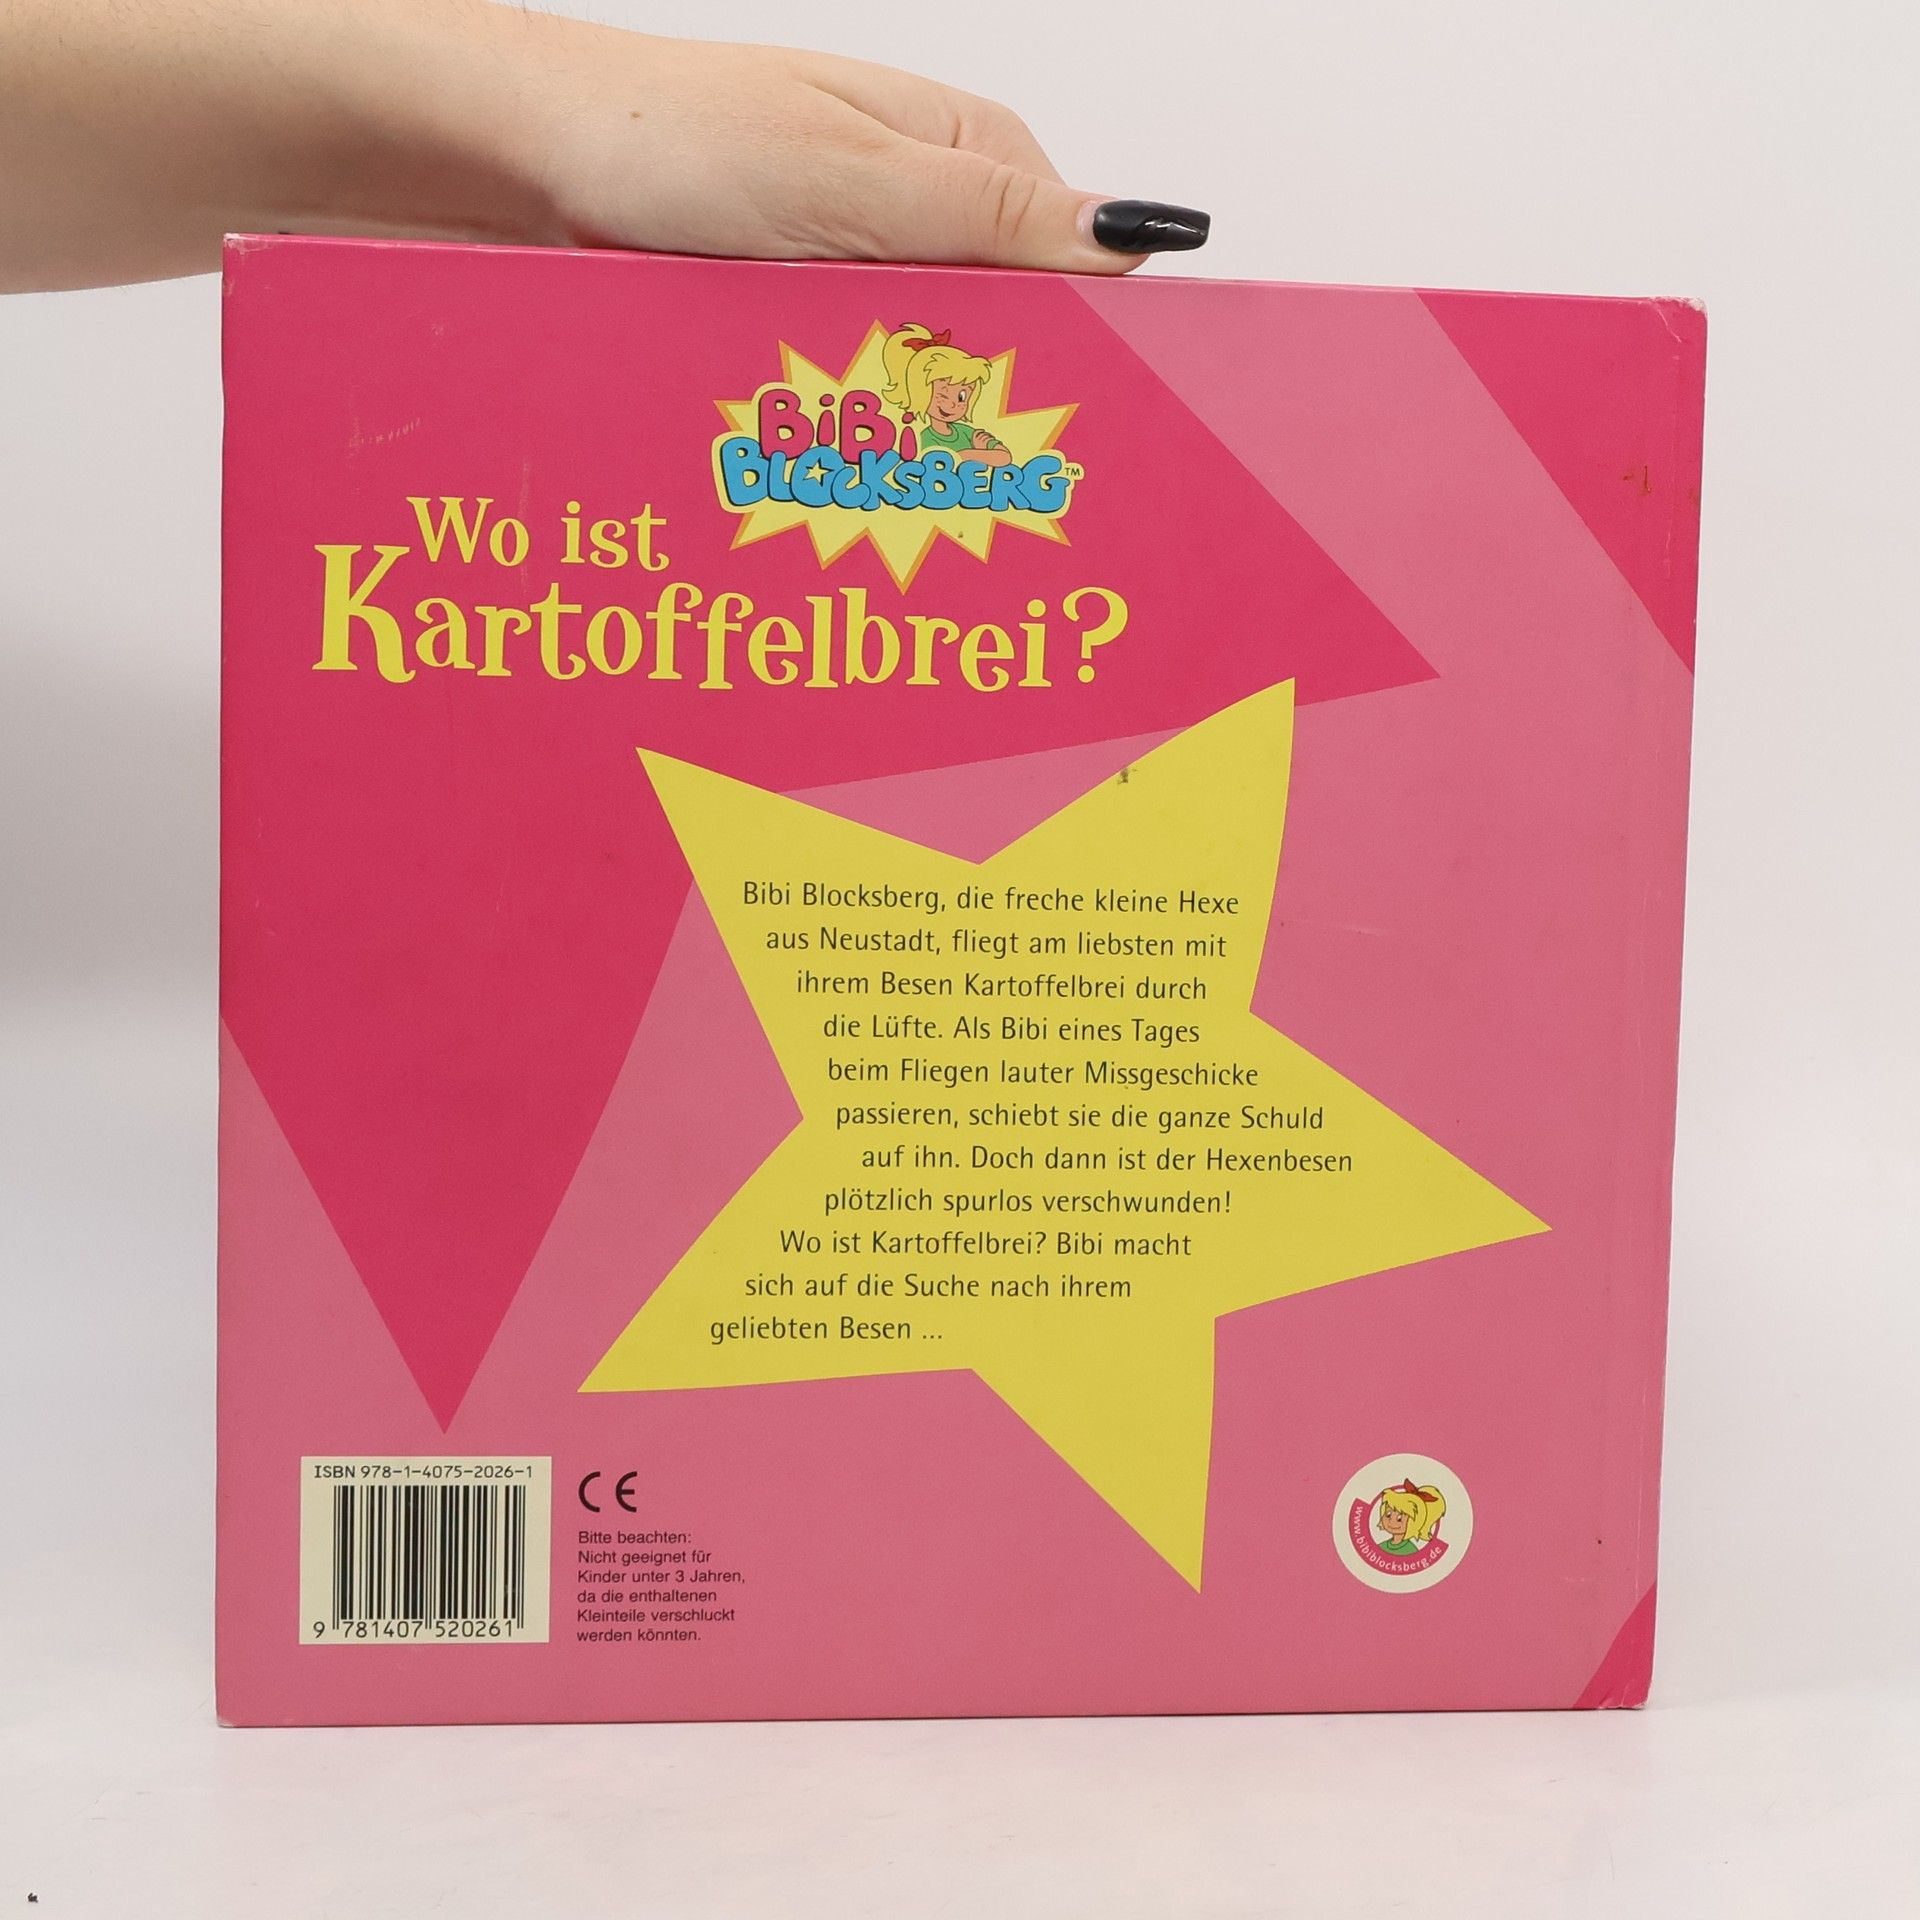 BiBi
BLOCKSBERG™
Wo ist
Kartoffelbrei?
Bibi Blocksberg, die freche kleine Hexe
aus Neustadt, fliegt am liebsten mit
ihrem Besen Kartoffelbrei durch
die Lüfte. Als Bibi eines Tages
beim Fliegen lauter Missgeschicke
passieren, schiebt sie die ganze Schuld
auf ihn. Doch dann ist der Hexenbesen
plötzlich spurlos verschwunden!
Wo ist Kartoffelbrei? Bibi macht
sich auf die Suche nach ihrem
geliebten Besen ...
ISBN 978-1-4075-2026-1
9 781407 520261
CE
Bitte beachten:
Nicht geeignet für
Kinder unter 3 Jahren,
da die enthaltenen
Kleinteile verschluckt
werden könnten.
www.bibiblocksberg.de